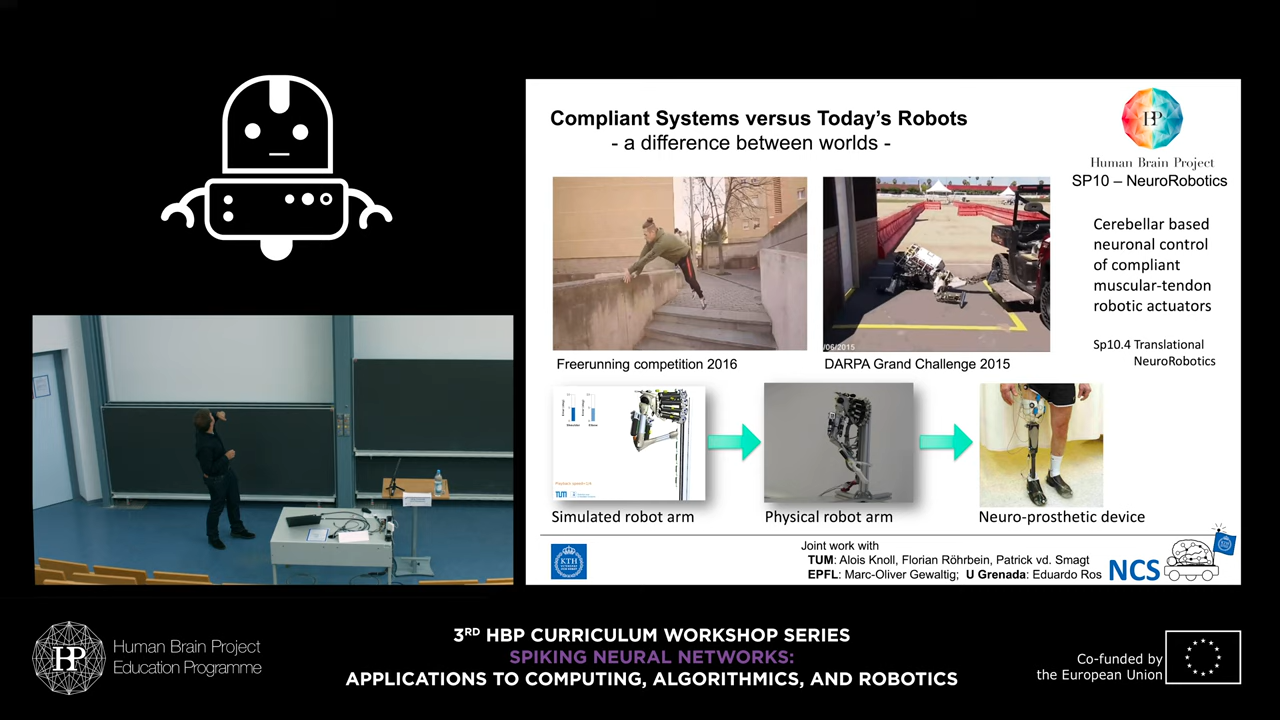 Compliant Systems versus Today's Robots
- a difference between worlds -
HBP
Human Brain Project
SP10 – NeuroRobotics
Cerebellar based
neuronal control
of compliant
muscular-tendon
robotic actuators
Sp10.4 Translational
NeuroRobotics
/06/2015
Freerunning competition 2016
DARPA Grand Challenge 2015
TUM
Simulated robot arm
Physical robot arm
Neuro-prosthetic device
KTH
Joint work with
TUM: Alois Knoll, Florian Röhrbein, Patrick vd. Smagt
EPFL: Marc-Oliver Gewaltig; U Grenada: Eduardo Ros
NCS
HBP
Human Brain Project
Education Programme
3RD HBP CURRICULUM WORKSHOP SERIES
SPIKING NEURAL NETWORKS:
APPLICATIONS TO COMPUTING, ALGORITHMICS, AND ROBOTICS
Co-funded by
the European Union